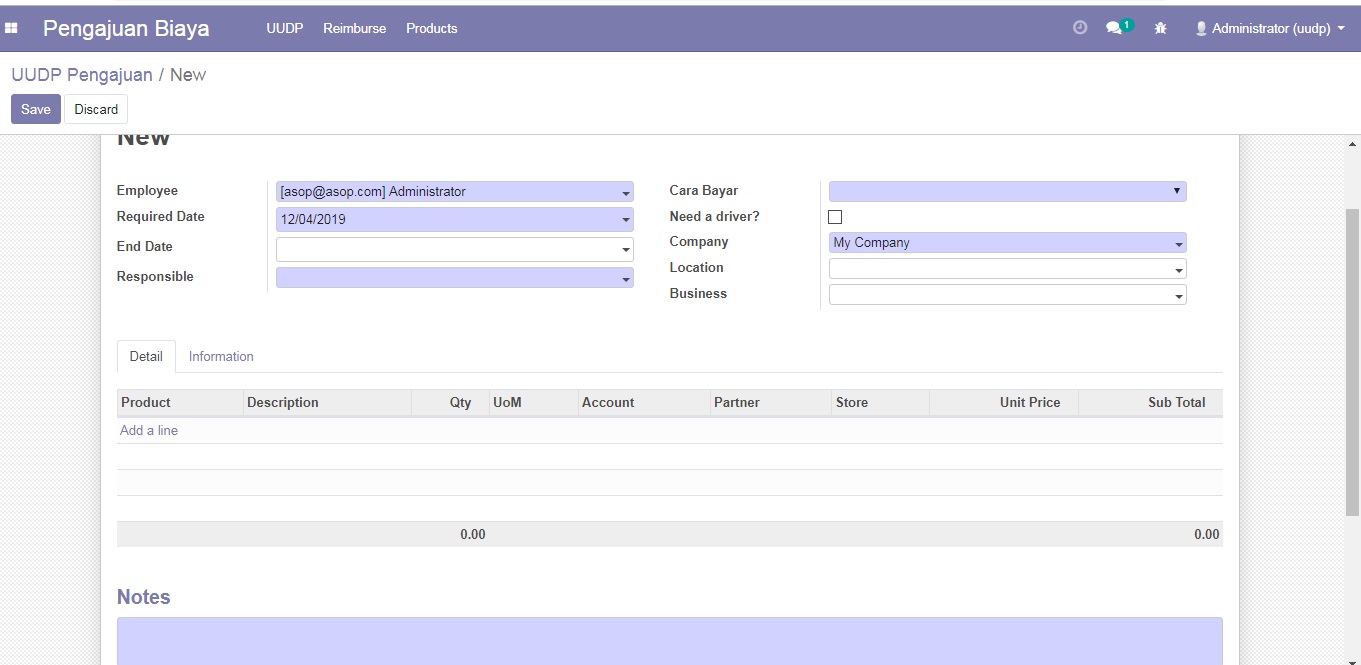 Pengajuan Biaya UUDP Reimburse Products 1 Administrator (uudp)
UUDP Pengajuan / New
Save Discard
New
Employee [asop@asop.com] Administrator Cara Bayar
Required Date 12/04/2019 Need a driver?
End Date Company My Company
Responsible Location
Business
Detail Information
Product Description Qty UoM Account Partner Store Unit Price Sub Total
Add a line
0.00 0.00
Notes